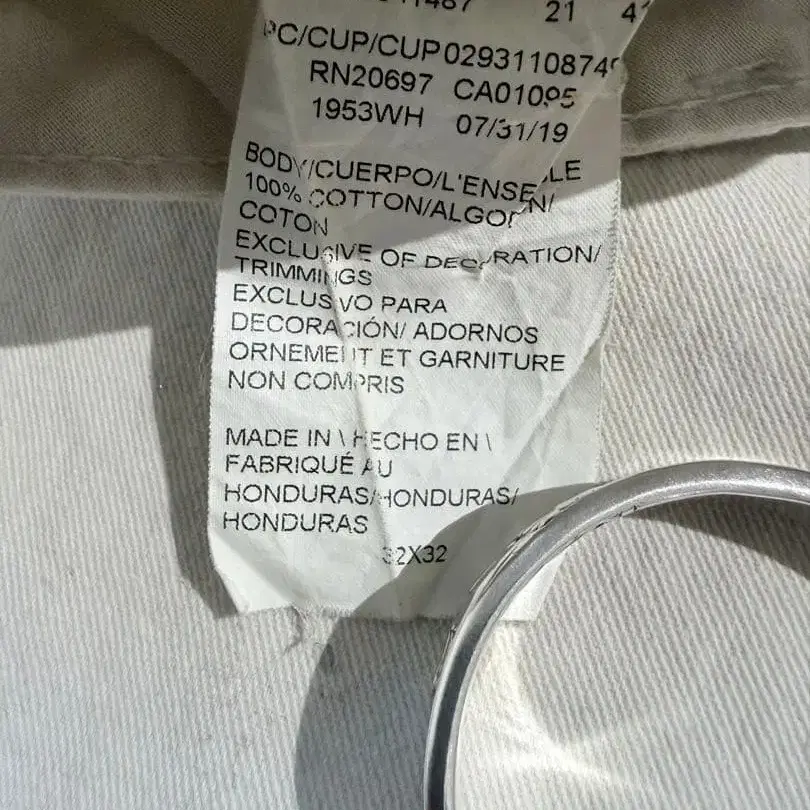 21
PC/CUP/CUP
RN20697 CA01095
1953WH 07/31/19
BODY/CUERPO/L'ENSEMBLE
100% COTTON/ALGODÓN/
COTON
EXCLUSIVE OF DECORATION/
TRIMMINGS
EXCLUSIVO PARA
DECORACIÓN/ ADORNOS
ORNEMENT ET GARNITURE
NON COMPRIS
MADE IN \ HECHO EN \
FABRIQUÉ AU
HONDURAS/HONDURAS/
HONDURAS
32X32